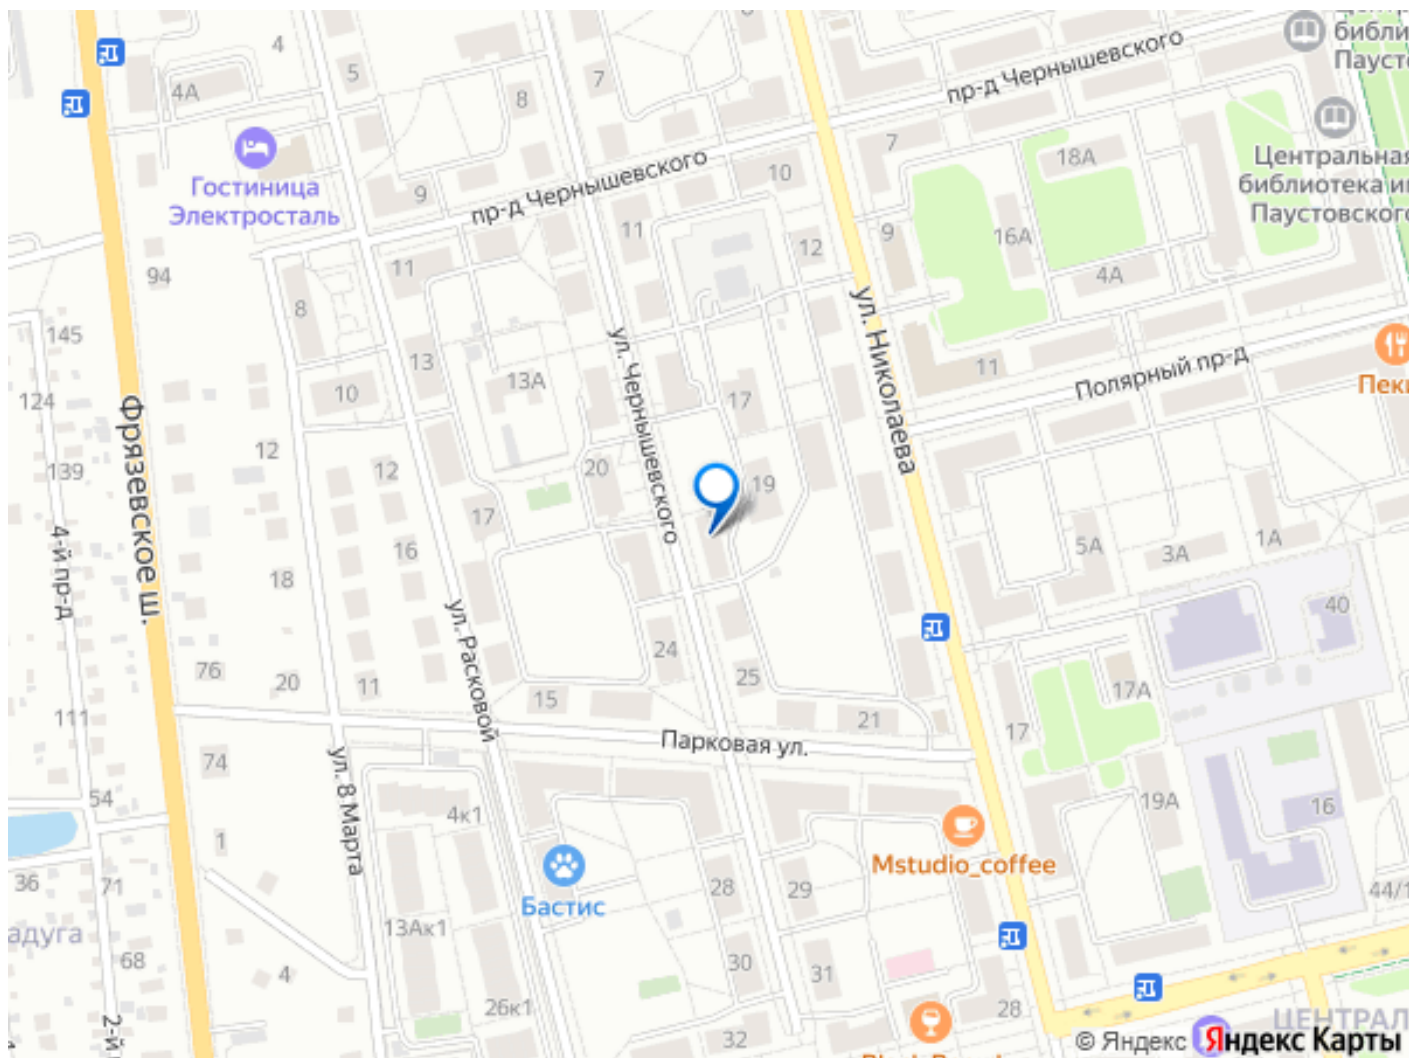 4
5
4А
8
7
библи
Пауст
пр-д Чернышевского
7
18А
Центральная
библиотека и
Паустовского
Гостиница
Электросталь
9
пр-д Чернышевского
10
11
12
9
16А
4А
94
11
8
145
13
10
13А
ул. Чернышевского
17
ул. Николаева
11
Полярный пр-д
Пек
124
Фрязевское ш.
12
12
139
20
19
17
4-й пр-д
16
18
5А
3А
1А
40
ул. Расковой
24
25
76
20
11
15
21
17А
17
111
Парковая ул.
74
ул. 8 Марта
54
4к1
19А
16
1
Mstudio_coffee
36
71
Бастис
28
29
44/1
адуга
13Ак1
68
4
30
31
26к1
28
2-й
32
ЦЕНТРАЛ
© Яндекс Яндекс Карты